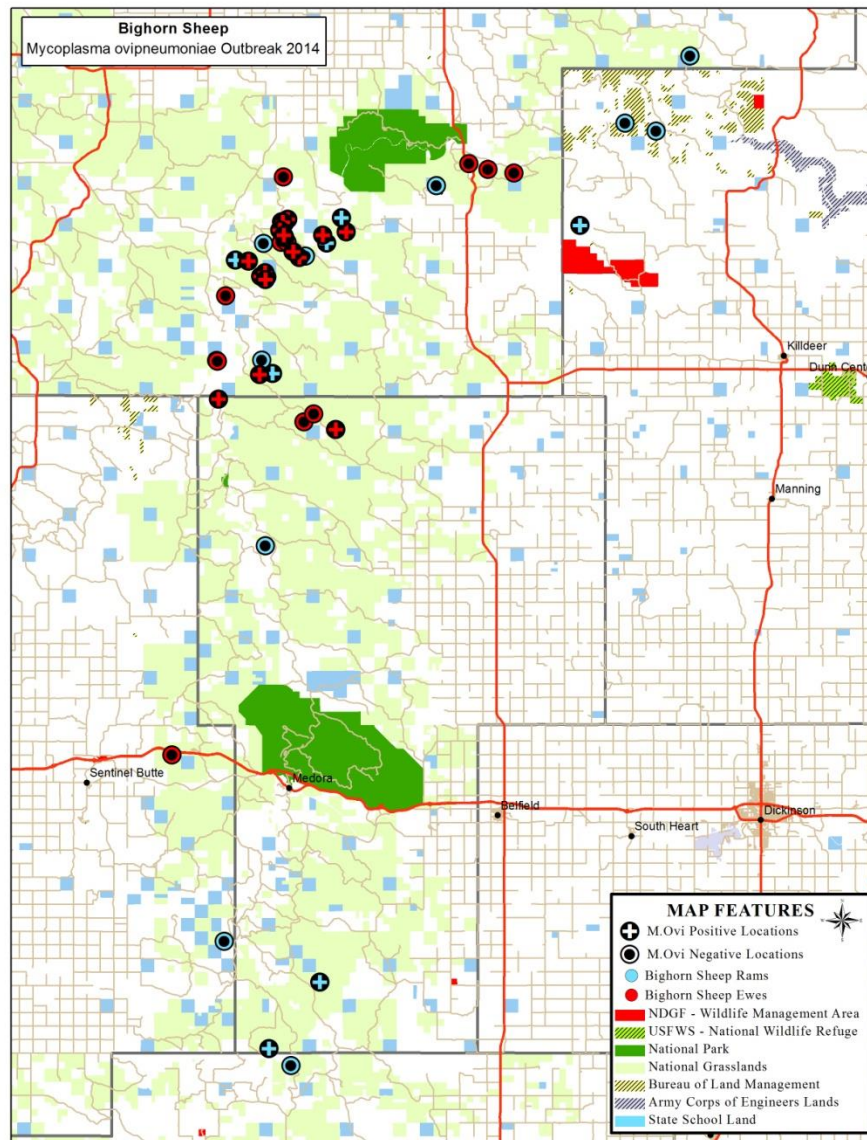 Bighorn Sheep
Mycoplasma ovipneumoniae Outbreak 2014
Killdeer
Dunn Cente
Manning
Sentinel Butte
Medora
Belfield
South Heart
Dickinson
MAP FEATURES
M.Ovi Positive Locations
M.Ovi Negative Locations
Bighorn Sheep Rams
Bighorn Sheep Ewes
NDGF - Wildlife Management Area
USFWS - National Wildlife Refuge
National Park
National Grasslands
Bureau of Land Management
Army Corps of Engineers Lands
State School Land